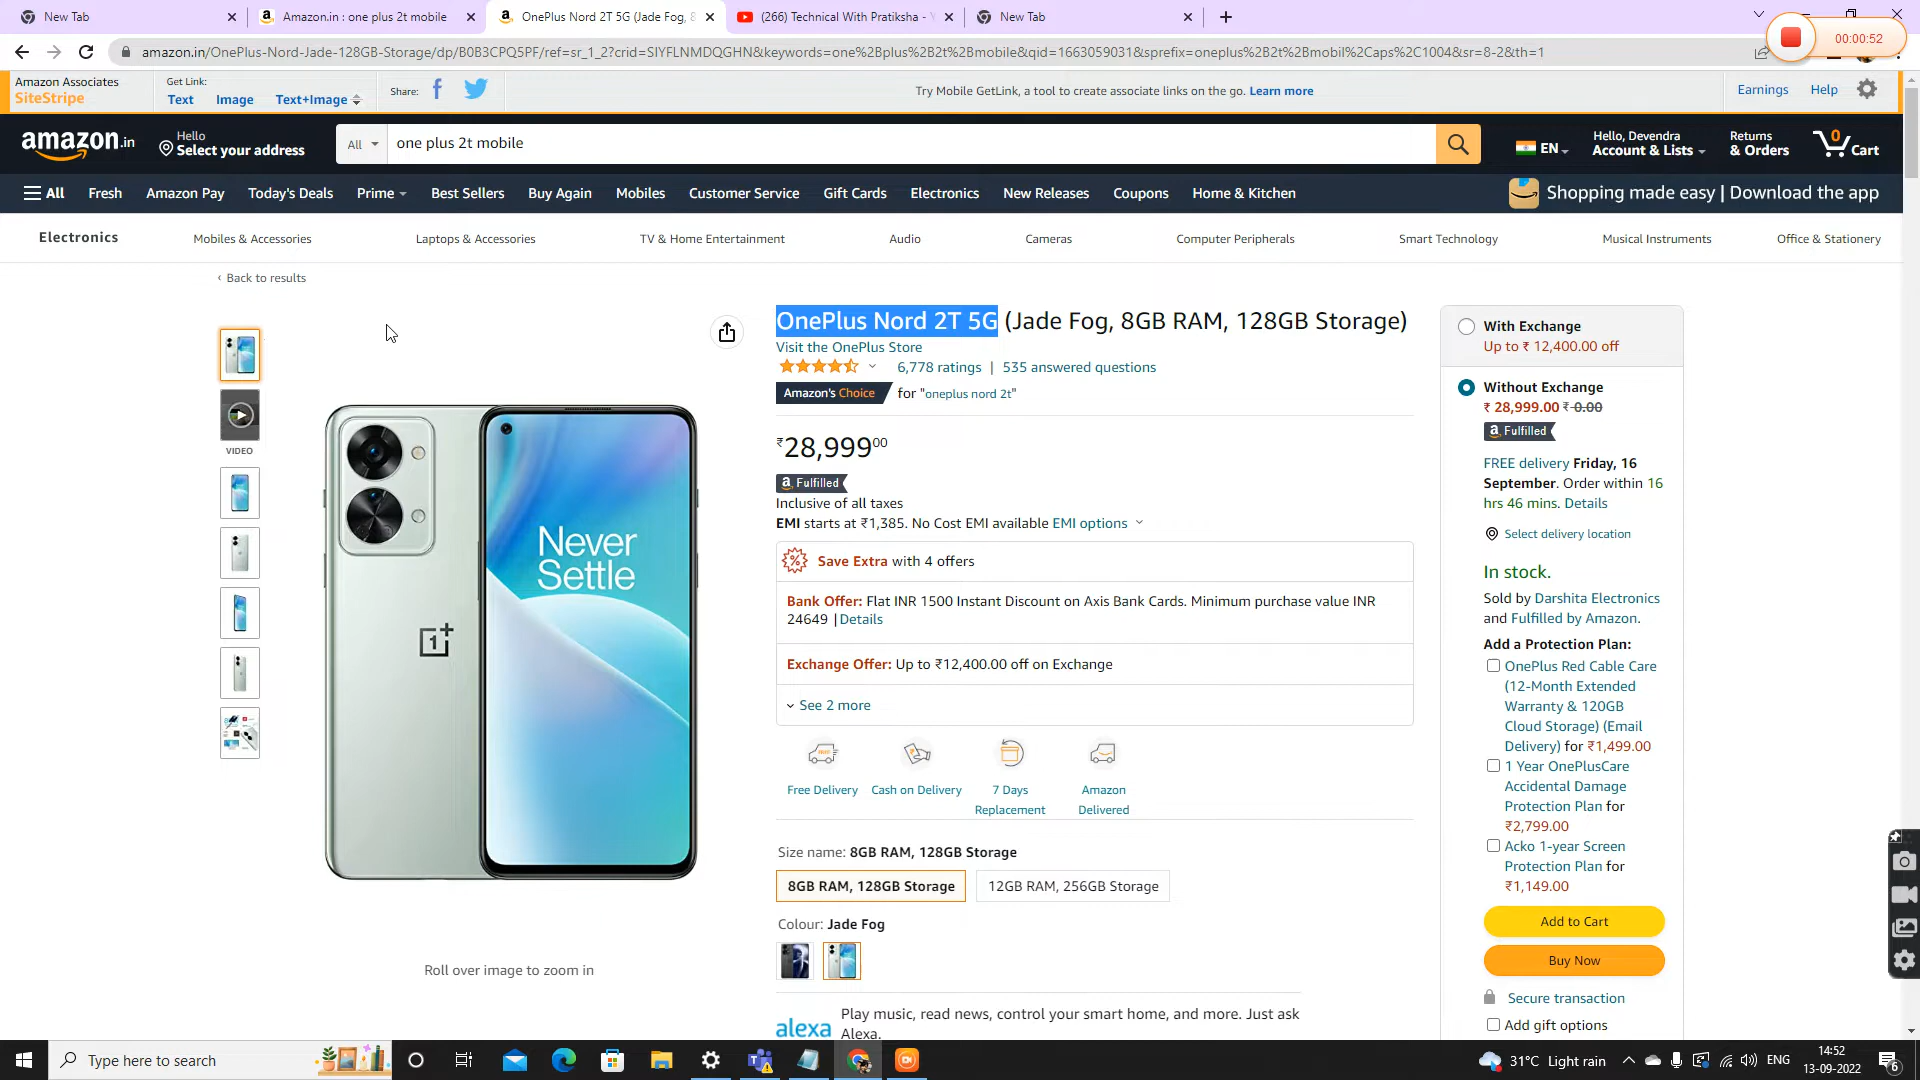 New Tab
Amazon.in : one plus 2t mobile
OnePlus Nord 2T 5G (Jade Fog, 8
(266) Technical With Pratiksha -
New Tab
amazon.in/OnePlus-Nord-Jade-128GB-Storage/dp/B0B3CPQ5PF/ref=sr_1_2?crid=SIYFLNMDQGHN&keywords=one%2Bplus%2B2t%2Bmobile&qid=1663059031&sprefix=oneplus%2B2t%2Bmobil%2Caps%2C1004&sr=8-2&th=1
00:00:52
Amazon Associates
SiteStripe
Get Link:
Text Image Text+Image
Share:
Try Mobile GetLink, a tool to create associate links on the go. Learn more
Earnings Help
amazon.in
Hello
Select your address
All
one plus 2t mobile
EN
Hello, Devendra
Account & Lists
Returns
& Orders
0
Cart
All Fresh Amazon Pay Today's Deals Prime Best Sellers Buy Again Mobiles Customer Service Gift Cards Electronics New Releases Coupons Home & Kitchen
Shopping made easy | Download the app
Electronics Mobiles & Accessories Laptops & Accessories TV & Home Entertainment Audio Cameras Computer Peripherals Smart Technology Musical Instruments Office & Stationery
‹ Back to results
VIDEO
Never
Settle
Roll over image to zoom in
OnePlus Nord 2T 5G (Jade Fog, 8GB RAM, 128GB Storage)
Visit the OnePlus Store
6,778 ratings | 535 answered questions
Amazon's Choice for "oneplus nord 2t"
₹28,99900
a Fulfilled
Inclusive of all taxes
EMI starts at ₹1,385. No Cost EMI available EMI options
Save Extra with 4 offers
Bank Offer: Flat INR 1500 Instant Discount on Axis Bank Cards. Minimum purchase value INR
24649 |Details
Exchange Offer: Up to ₹12,400.00 off on Exchange
See 2 more
Free Delivery
Cash on Delivery
7 Days
Replacement
Amazon
Delivered
Size name: 8GB RAM, 128GB Storage
8GB RAM, 128GB Storage
12GB RAM, 256GB Storage
Colour: Jade Fog
alexa
Play music, read news, control your smart home, and more. Just ask
Alexa.
With Exchange
Up to ₹ 12,400.00 off
Without Exchange
₹ 28,999.00 ₹ 0.00
a Fulfilled
FREE delivery Friday, 16
September. Order within 16
hrs 46 mins. Details
Select delivery location
In stock.
Sold by Darshita Electronics
and Fulfilled by Amazon.
Add a Protection Plan:
OnePlus Red Cable Care
(12-Month Extended
Warranty & 120GB
Cloud Storage) (Email
Delivery) for ₹1,499.00
1 Year OnePlusCare
Accidental Damage
Protection Plan for
₹2,799.00
Acko 1-year Screen
Protection Plan for
₹1,149.00
Add to Cart
Buy Now
Secure transaction
Add gift options
Type here to search
31°C Light rain
ENG
14:52
13-09-2022
6